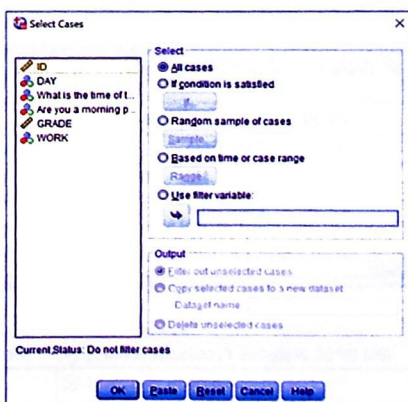 Select Cases
ID
DAY
What is the time of t...
Are you a morning p...
GRADE
WORK
Select
All cases
If condition is satisfied
If...
Random sample of cases
Sample...
Based on time or case range
Range...
Use filter variable:
Output
Filter out unselected cases
Copy selected cases to a new dataset
Dataset name:
Delete unselected cases
Current Status: Do not filter cases
OK
Paste
Reset
Cancel
Help